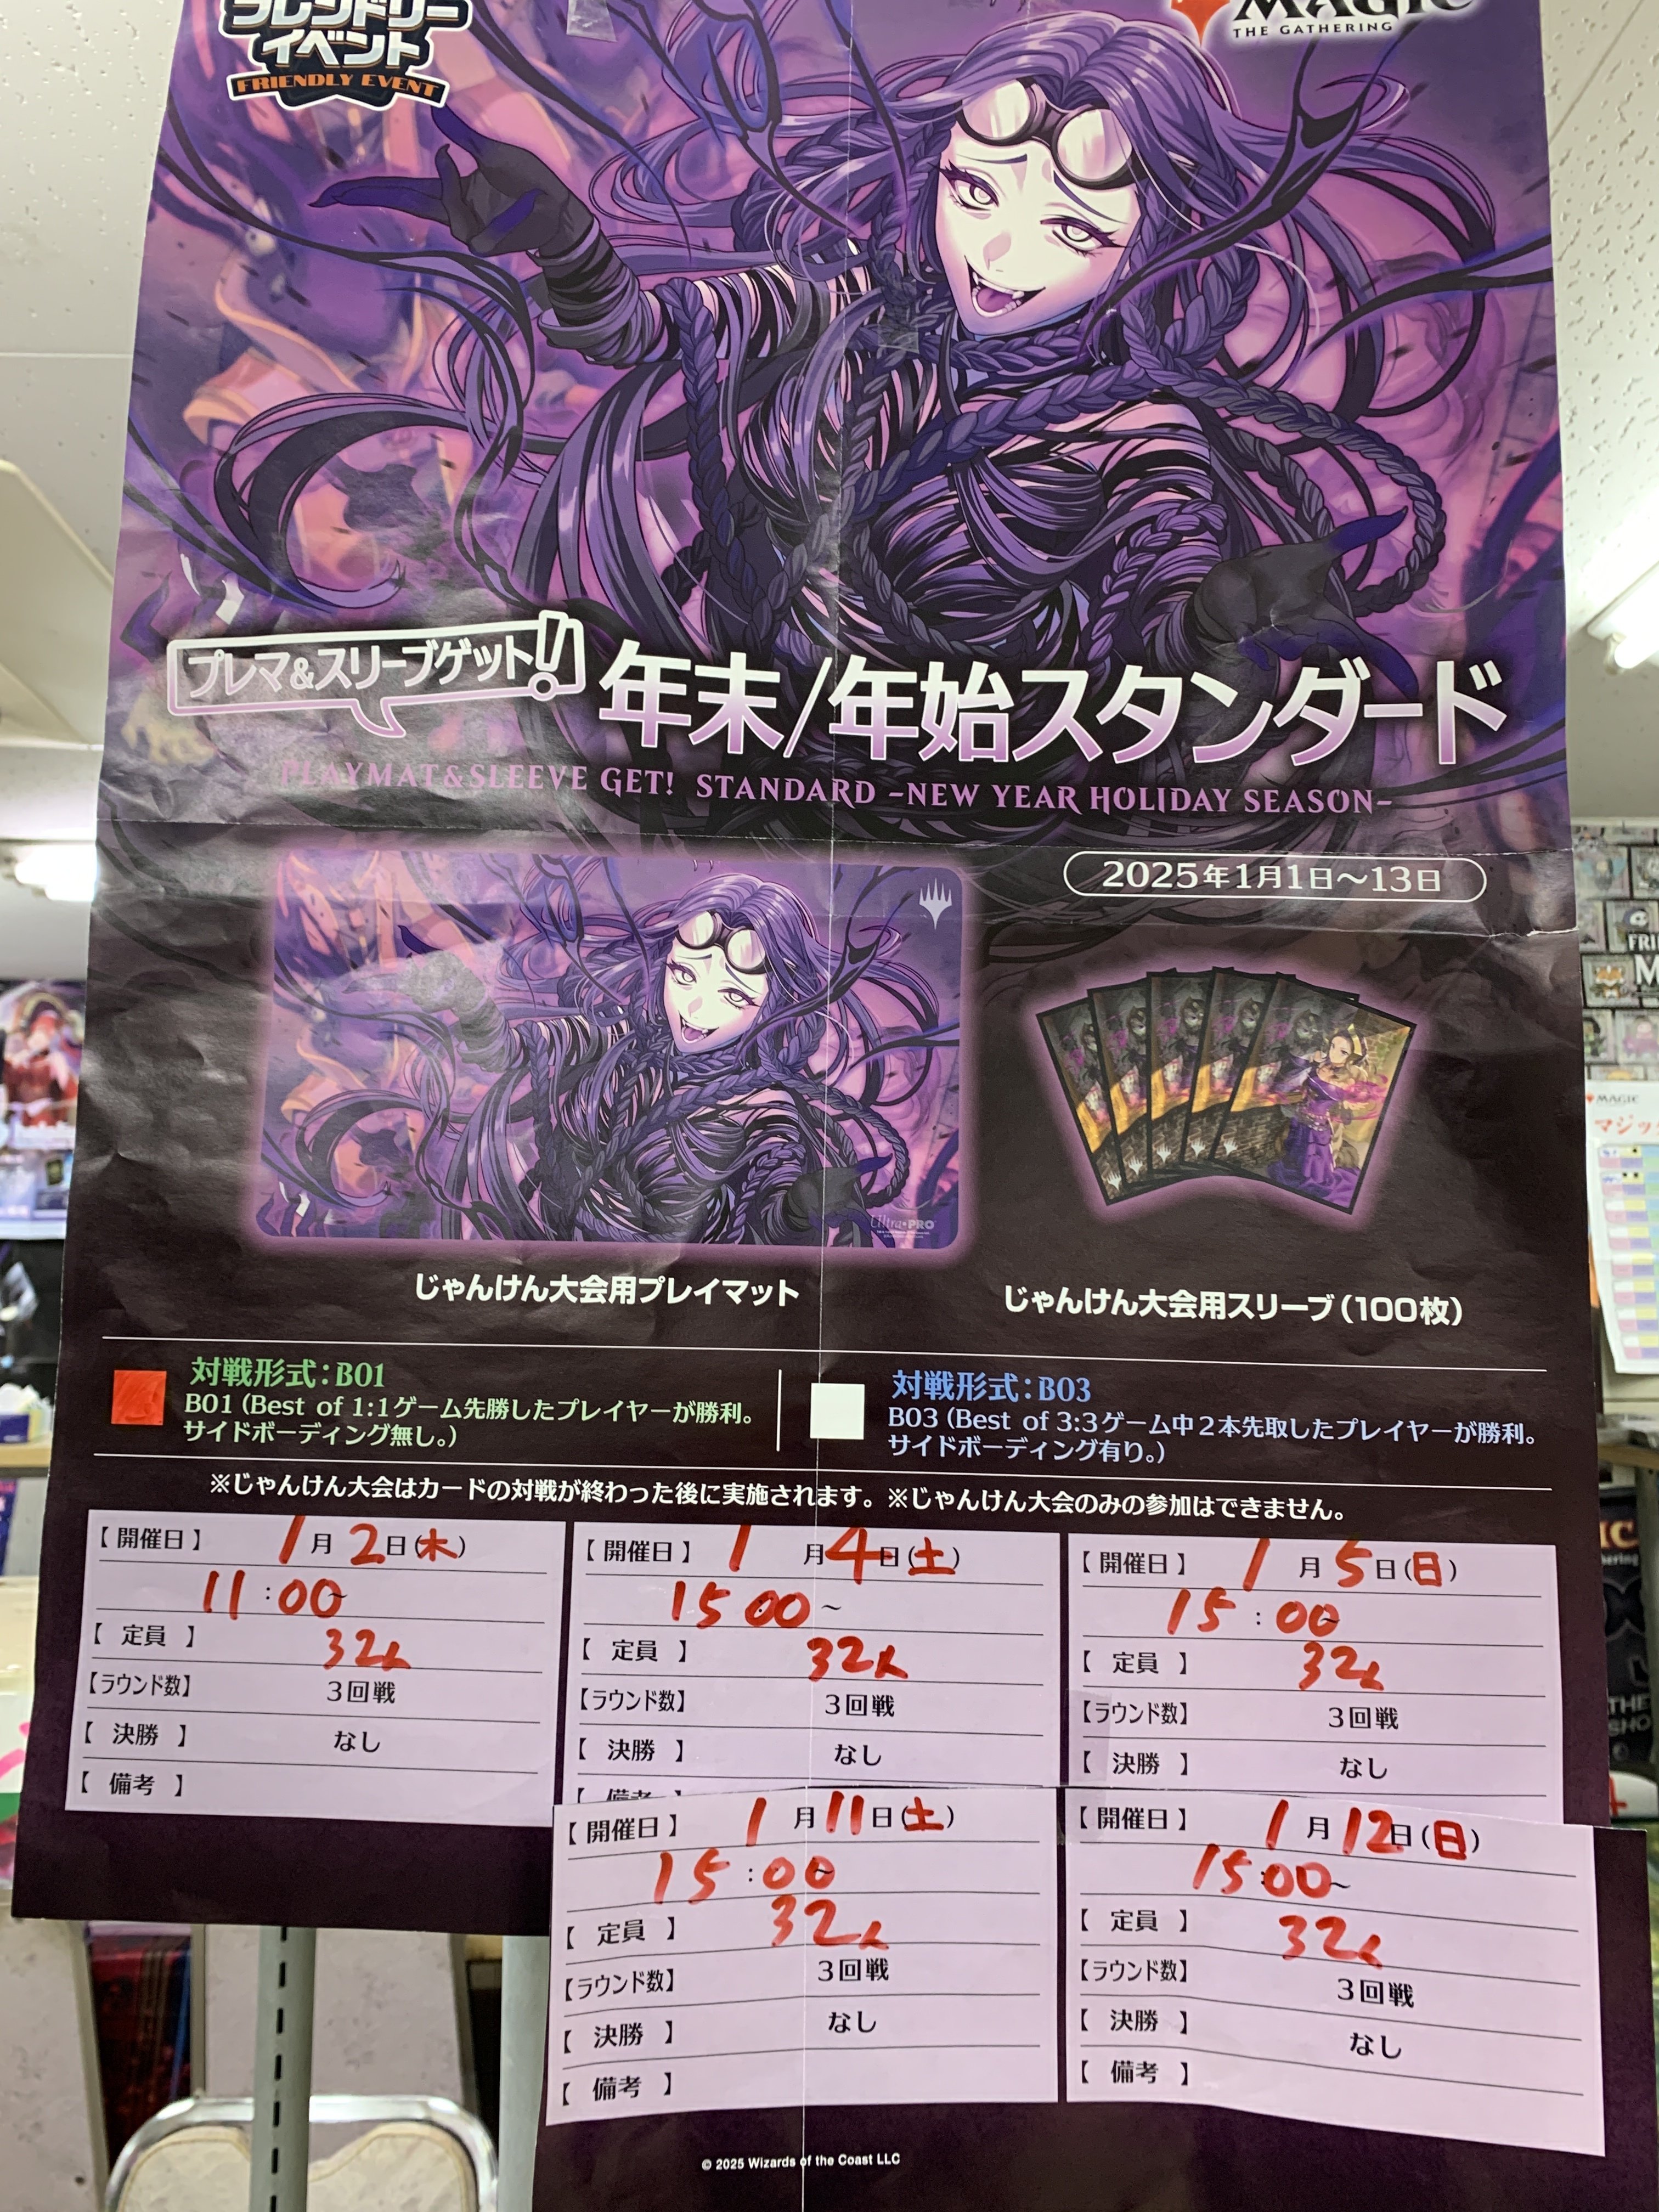 フレンドリー
イベント
FRIENDLY EVENT
MAGIC
THE GATHERING
プレマ&スリーブゲット!!
年末/年始スタンダード
PLAYMAT&SLEEVE GET! STANDARD -NEW YEAR HOLIDAY SEASON-
2025年1月1日〜13日
Ultra•PRO
じゃんけん大会用プレイマット
じゃんけん大会用スリーブ(100枚)
対戦形式:BO1
BO1(Best of 1:1ゲーム先勝したプレイヤーが勝利。
サイドボーディング無し。)
対戦形式:BO3
BO3(Best of 3:3ゲーム中2本先取したプレイヤーが勝利。
サイドボーディング有り。)
※じゃんけん大会はカードの対戦が終わった後に実施されます。※じゃんけん大会のみの参加はできません。
【開催日】 1月2日(木)
11:00~
【定員】 32人
【ラウンド数】 3回戦
【決勝】 なし
【備考】
【開催日】 1月4日(土)
15:00~
【定員】 32人
【ラウンド数】 3回戦
【決勝】 なし
【備考】
【開催日】 1月5日(日)
15:00~
【定員】 32人
【ラウンド数】 3回戦
【決勝】 なし
【開催日】 1月11日(土)
15:00~
【定員】 32人
【ラウンド数】 3回戦
【決勝】 なし
【備考】
【開催日】 1月12日(日)
15:00~
【定員】 32人
【ラウンド数】 3回戦
【決勝】 なし
【備考】
© 2025 Wizards of the Coast LLC
MAGIC
マジッ